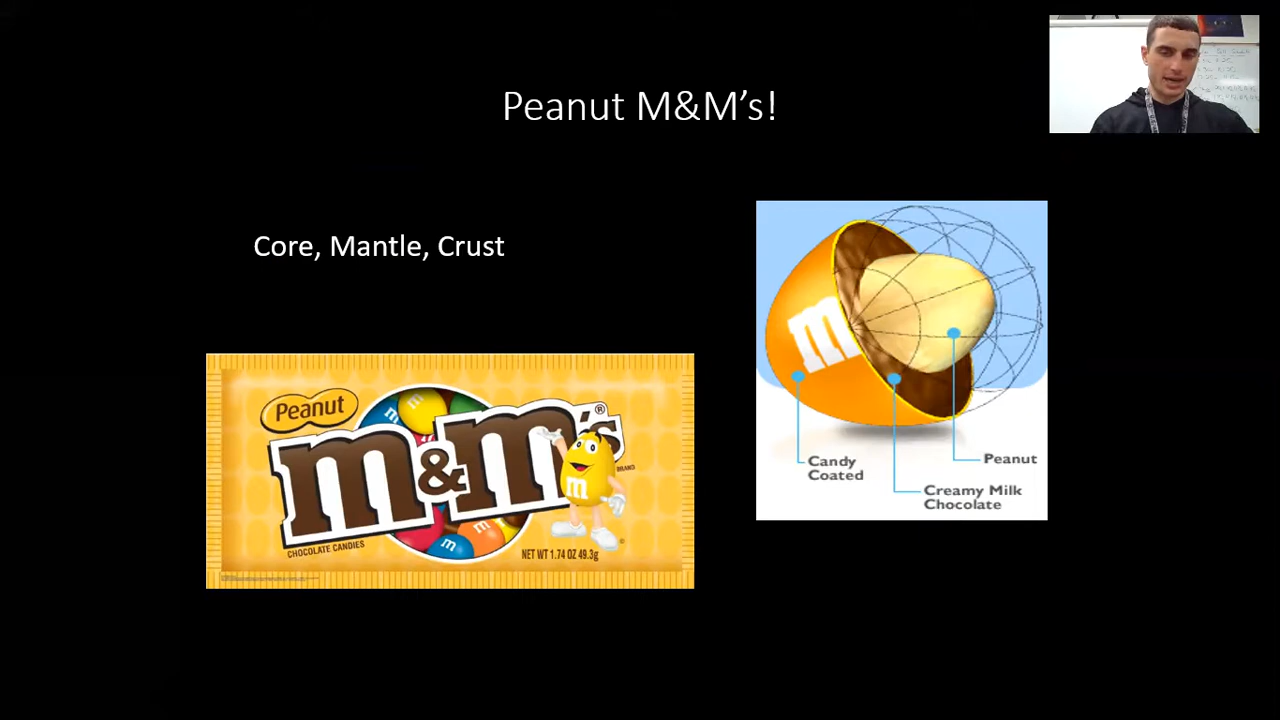 Peanut M&M’s!
Core, Mantle, Crust
Peanut
m&m's®
BRAND
CHOCOLATE CANDIES
NET WT 1.74 OZ 49.3g
m
m
m
m
m
Candy
Coated
Peanut
Creamy Milk
Chocolate